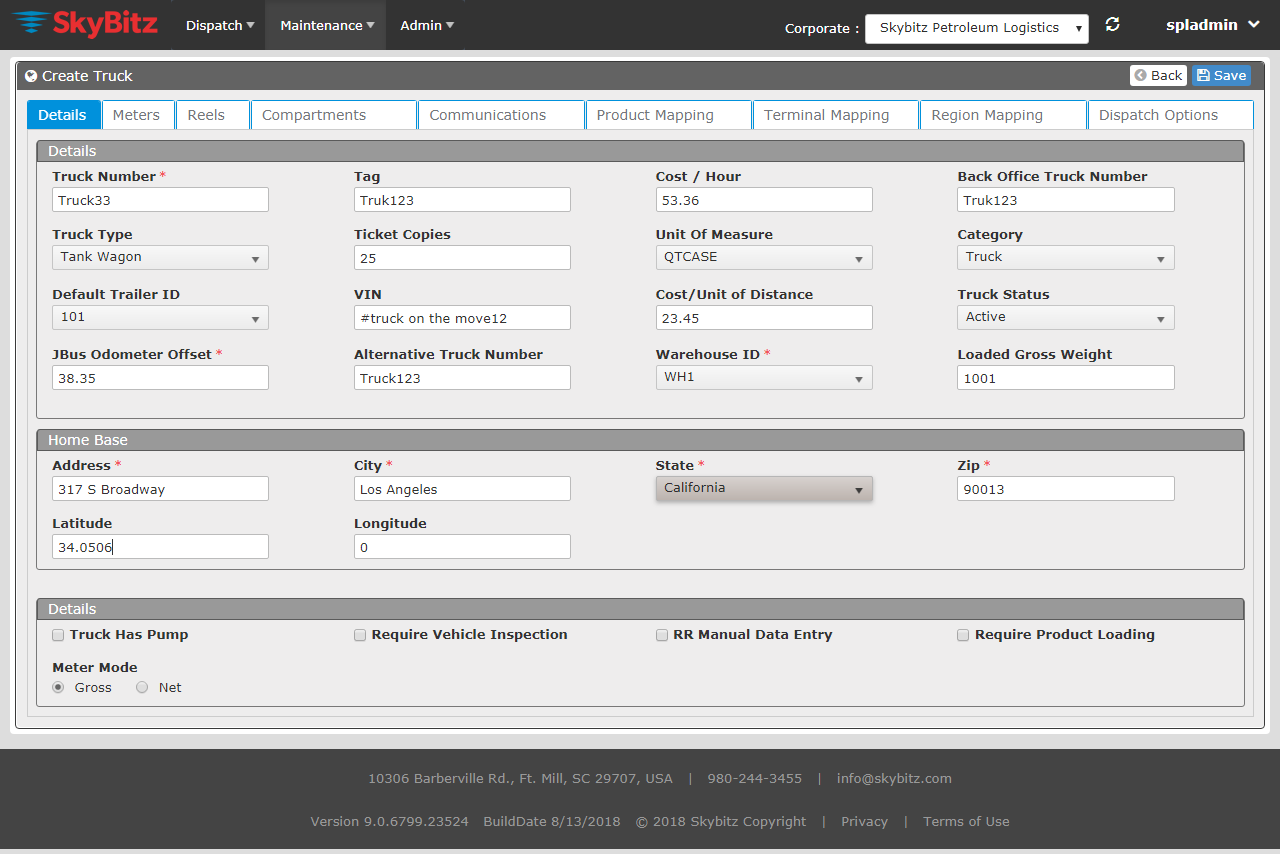 SkyBitz Dispatch Maintenance Admin Corporate : Skybitz Petroleum Logistics spladmin
Create Truck Back Save
Details Meters Reels Compartments Communications Product Mapping Terminal Mapping Region Mapping Dispatch Options
Details
Truck Number * Tag Cost / Hour Back Office Truck Number
Truck33 Truk123 53.36 Truk123
Truck Type Ticket Copies Unit Of Measure Category
Tank Wagon 25 QTCASE Truck
Default Trailer ID VIN Cost/Unit of Distance Truck Status
101 #truck on the move12 23.45 Active
JBus Odometer Offset * Alternative Truck Number Warehouse ID * Loaded Gross Weight
38.35 Truck123 WH1 1001
Home Base
Address * City * State * Zip *
317 S Broadway Los Angeles California 90013
Latitude Longitude
34.0506 0
Details
Truck Has Pump Require Vehicle Inspection RR Manual Data Entry Require Product Loading
Meter Mode
Gross Net
10306 Barberville Rd., Ft. Mill, SC 29707, USA | 980-244-3455 | info@skybitz.com
Version 9.0.6799.23524 BuildDate 8/13/2018 © 2018 Skybitz Copyright | Privacy | Terms of Use